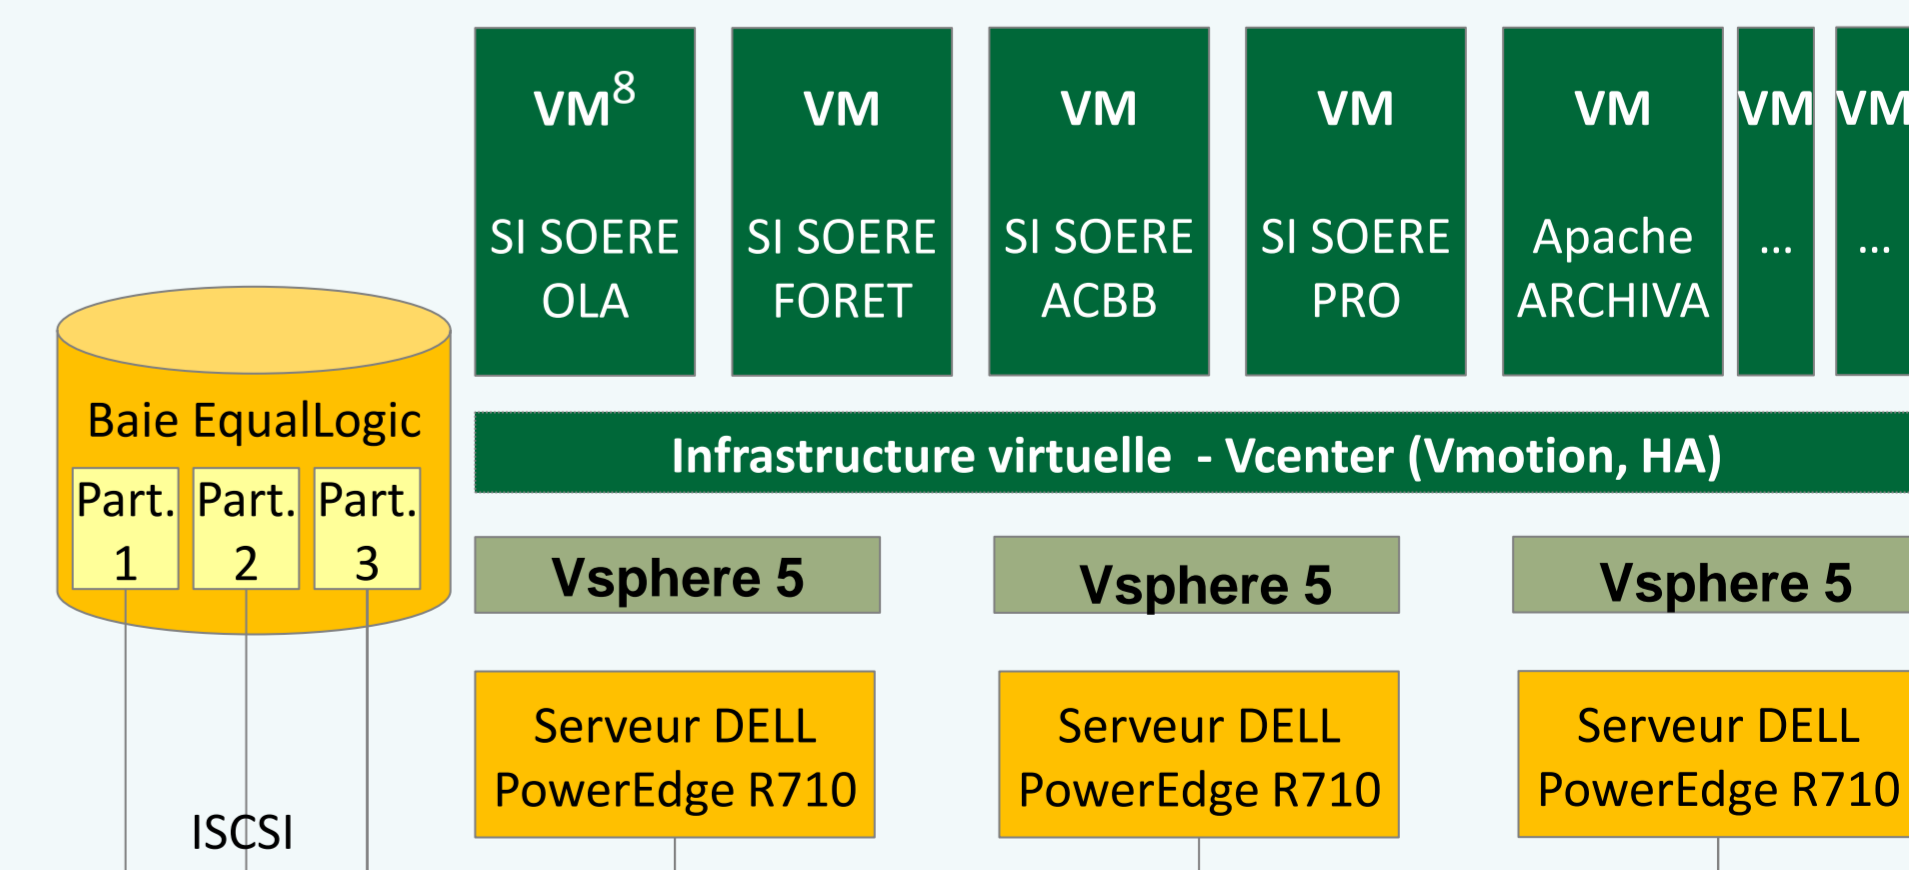 VM⁸
SI SOERE
OLA
VM
SI SOERE
FORET
VM
SI SOERE
ACBB
VM
SI SOERE
PRO
VM
Apache
ARCHIVA
VM
...
VM
...
Baie EqualLogic
Part.
1
Part.
2
Part.
3
ISCSI
Infrastructure virtuelle - Vcenter (Vmotion, HA)
Vsphere 5
Vsphere 5
Vsphere 5
Serveur DELL
PowerEdge R710
Serveur DELL
PowerEdge R710
Serveur DELL
PowerEdge R710